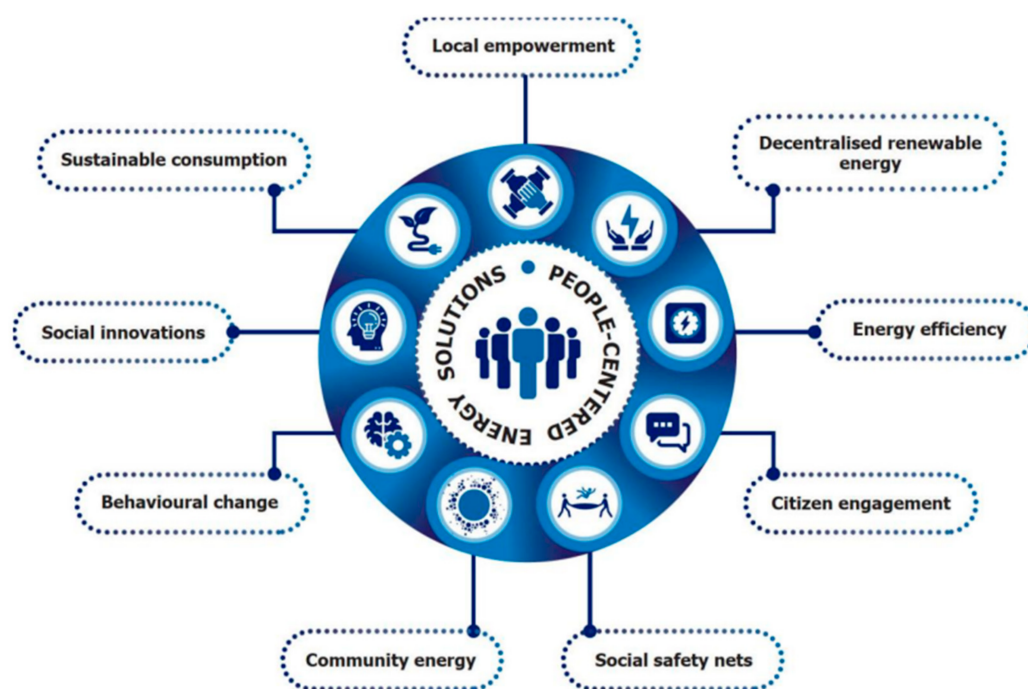 Local empowerment
Decentralised renewable
energy
Sustainable consumption
PEOPLE-CENTERED ENERGY SOLUTIONS
Social innovations
Energy efficiency
Behavioural change
Citizen engagement
Community energy
Social safety nets